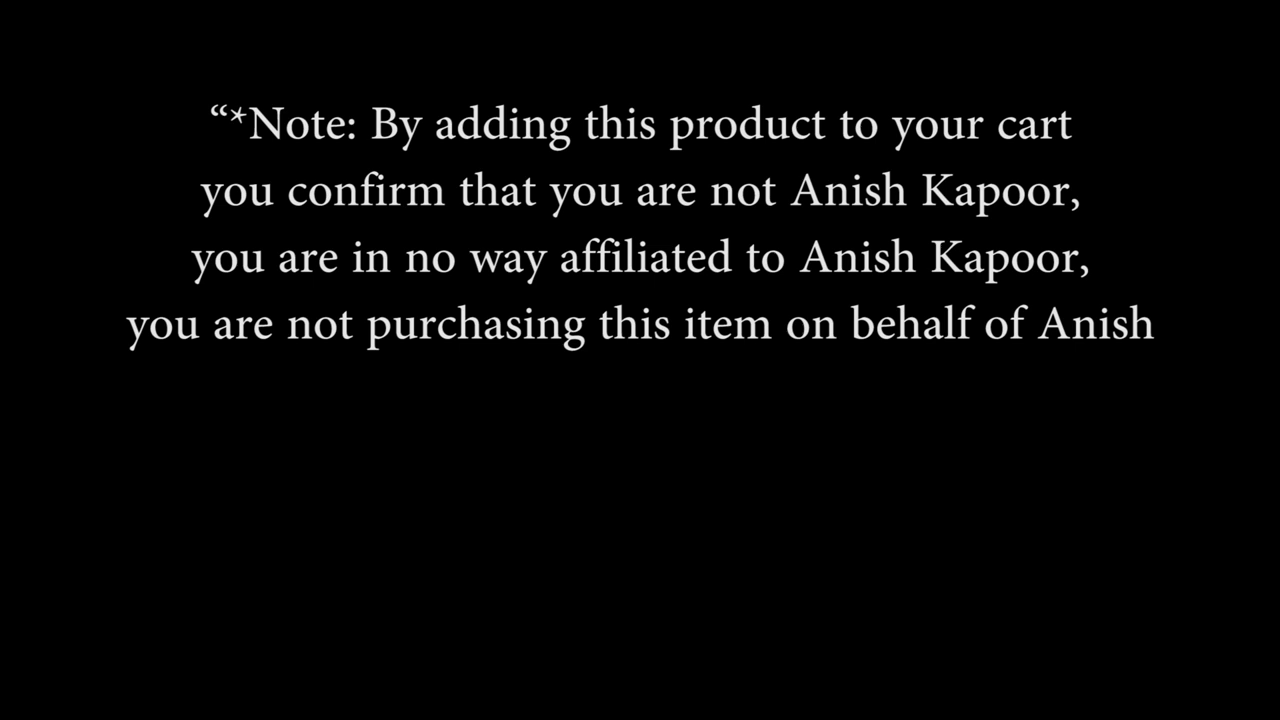 “*Note: By adding this product to your cart
you confirm that you are not Anish Kapoor,
you are in no way affiliated to Anish Kapoor,
you are not purchasing this item on behalf of Anish